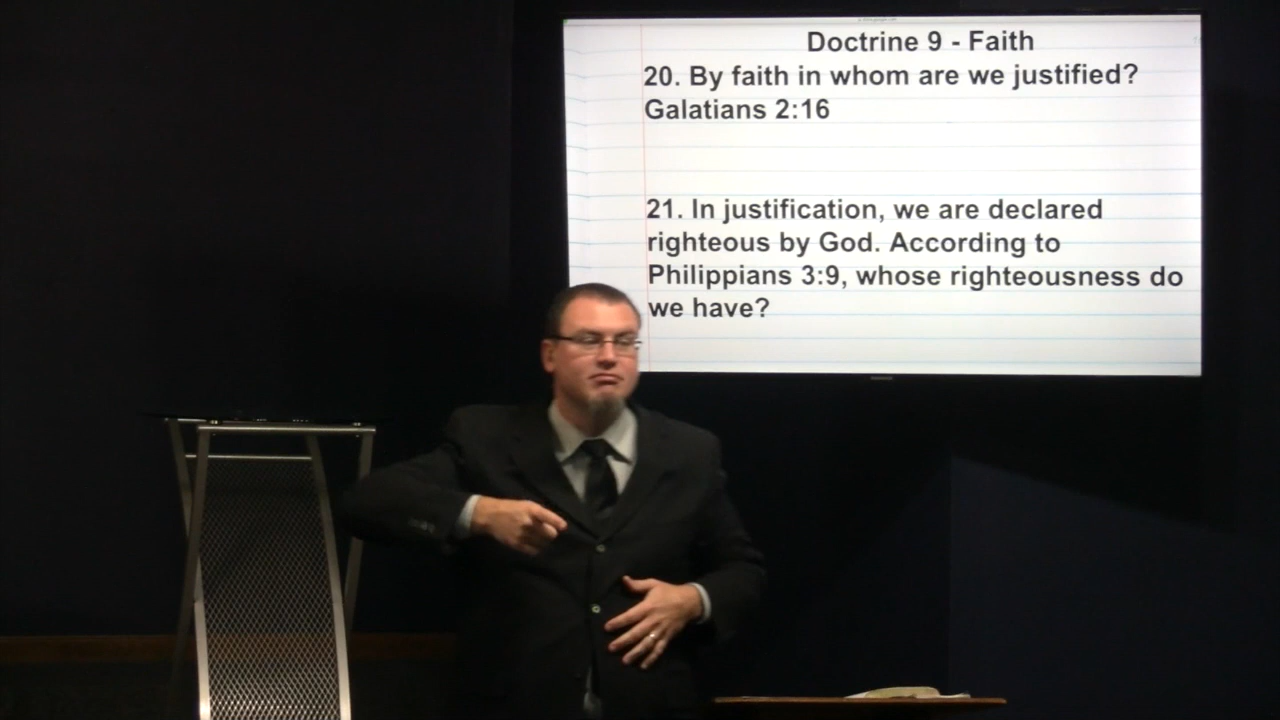 Doctrine 9 - Faith
20. By faith in whom are we justified?
Galatians 2:16
21. In justification, we are declared
righteous by God. According to
Philippians 3:9, whose righteousness do
we have?